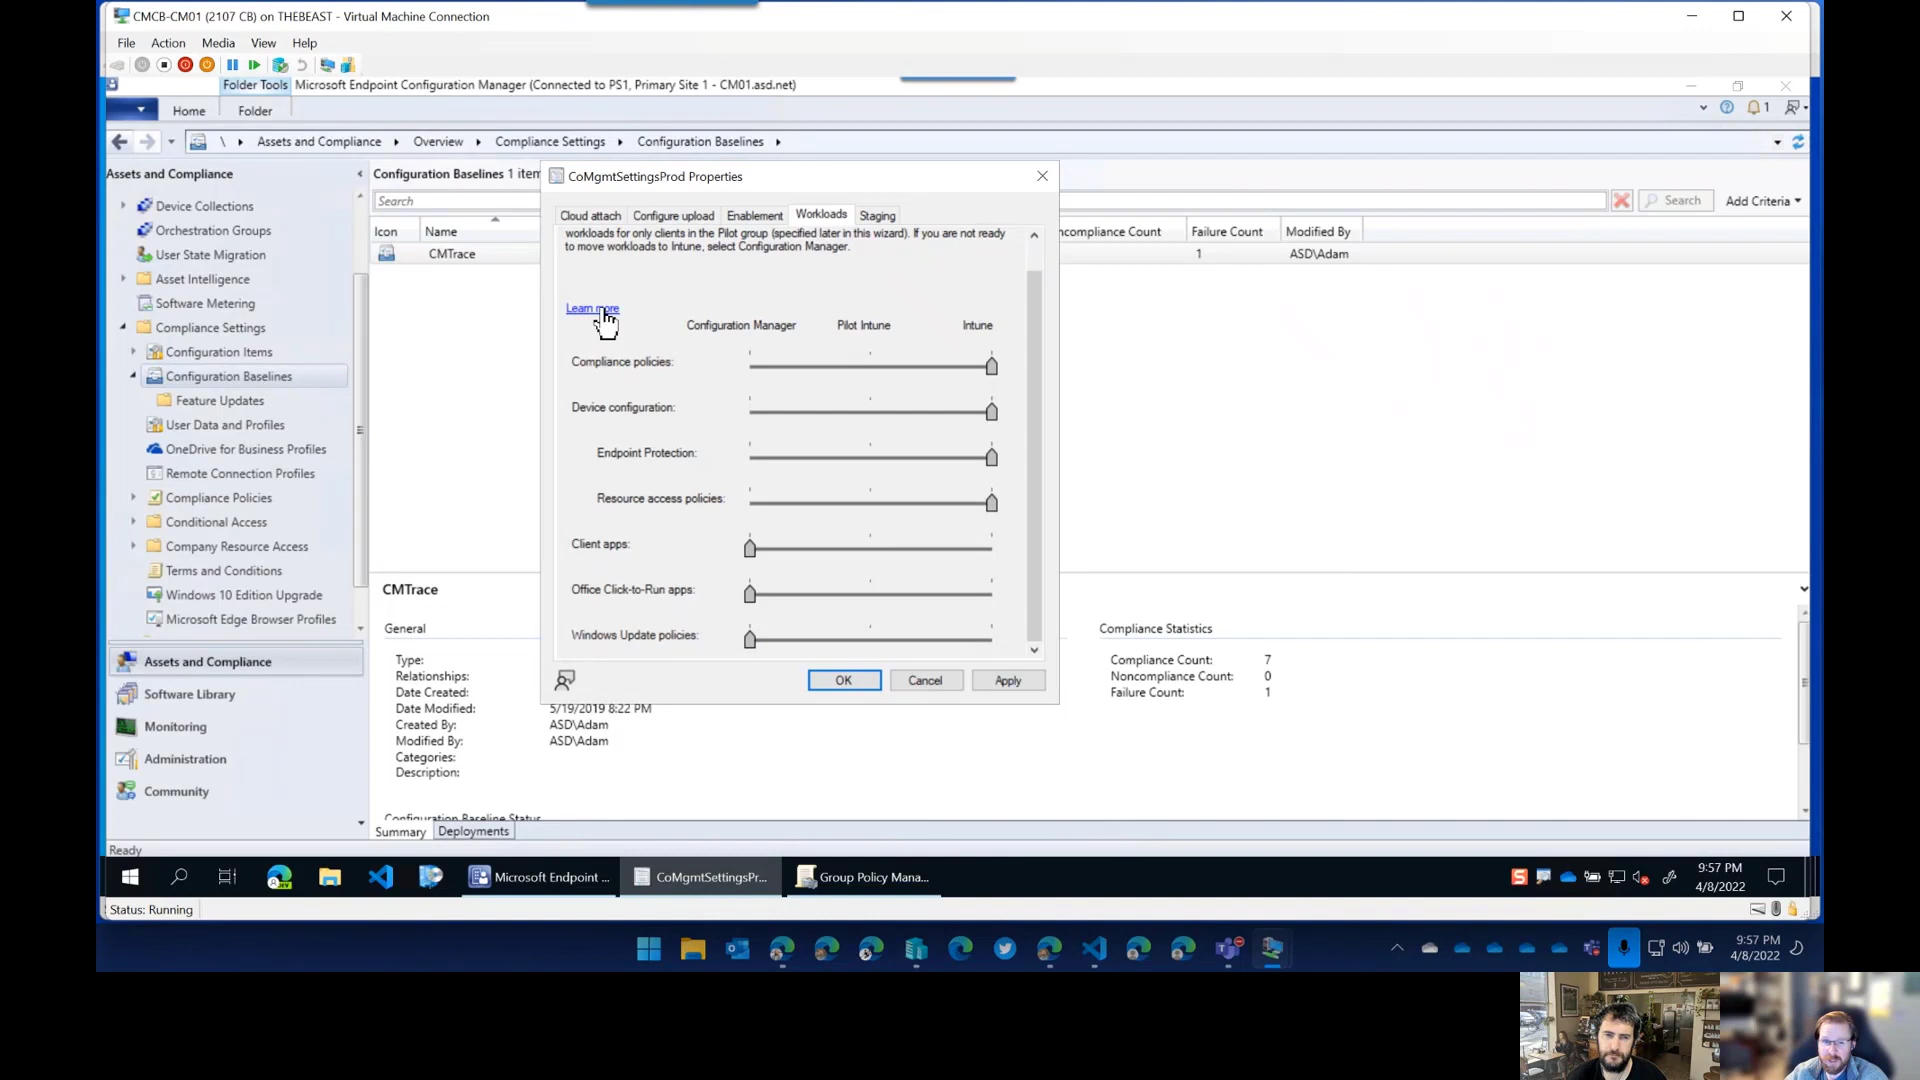 CMCB-CM01 (2107 CB) on THEBEAST - Virtual Machine Connection
File Action Media View Help
Folder Tools Microsoft Endpoint Configuration Manager (Connected to PS1, Primary Site 1 - CM01.asd.net)
Home Folder
1
\ Assets and Compliance Overview Compliance Settings Configuration Baselines
Assets and Compliance
Device Collections
Orchestration Groups
User State Migration
Asset Intelligence
Software Metering
Compliance Settings
Configuration Items
Configuration Baselines
Feature Updates
User Data and Profiles
OneDrive for Business Profiles
Remote Connection Profiles
Compliance Policies
Conditional Access
Company Resource Access
Terms and Conditions
Windows 10 Edition Upgrade
Microsoft Edge Browser Profiles
Assets and Compliance
Software Library
Monitoring
Administration
Community
Configuration Baselines 1 item
Search
Search Add Criteria
Icon Name ncompliance Count Failure Count Modified By
CMTrace 1 ASD\Adam
CoMgmtSettingsProd Properties
Cloud attach Configure upload Enablement Workloads Staging
workloads for only clients in the Pilot group (specified later in this wizard). If you are not ready
to move workloads to Intune, select Configuration Manager.
Learn more
Configuration Manager Pilot Intune Intune
Compliance policies:
Device configuration:
Endpoint Protection:
Resource access policies:
Client apps:
Office Click-to-Run apps:
Windows Update policies:
OK Cancel Apply
CMTrace
General
Type:
Relationships:
Date Created:
Date Modified: 5/19/2019 8:22 PM
Created By: ASD\Adam
Modified By: ASD\Adam
Categories:
Description:
Configuration Baseline Status
Compliance Statistics
Compliance Count: 7
Noncompliance Count: 0
Failure Count: 1
Summary Deployments
Ready
Microsoft Endpoint ... CoMgmtSettingsPr... Group Policy Mana...
9:57 PM
4/8/2022
Status: Running
9:57 PM
4/8/2022